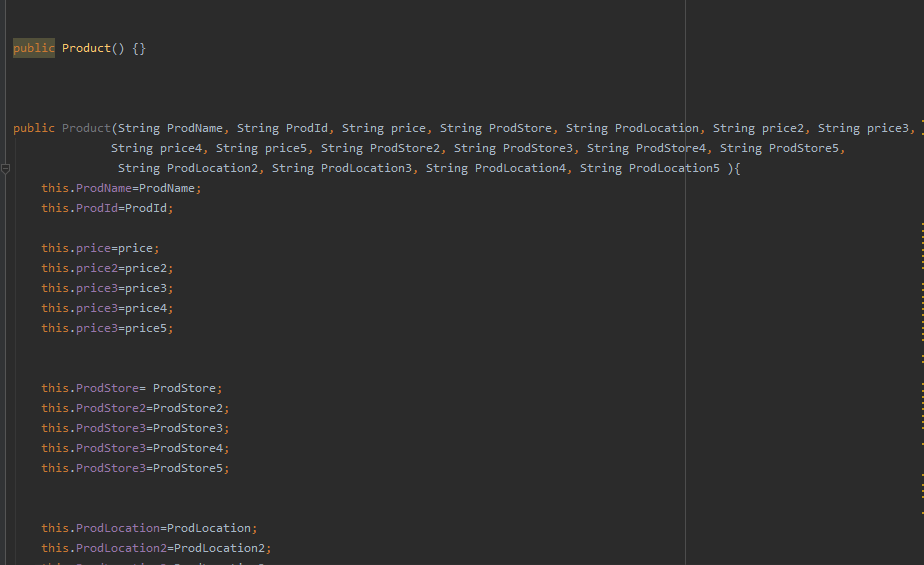 public Product() {}
public Product(String ProdName, String ProdId, String price, String ProdStore, String ProdLocation, String price2, String price3,
String price4, String price5, String ProdStore2, String ProdStore3, String ProdStore4, String ProdStore5,
String ProdLocation2, String ProdLocation3, String ProdLocation4, String ProdLocation5 ){
this.ProdName=ProdName;
this.ProdId=ProdId;
this.price=price;
this.price2=price2;
this.price3=price3;
this.price3=price4;
this.price3=price5;
this.ProdStore= ProdStore;
this.ProdStore2=ProdStore2;
this.ProdStore3=ProdStore3;
this.ProdStore3=ProdStore4;
this.ProdStore3=ProdStore5;
this.ProdLocation=ProdLocation;
this.ProdLocation2=ProdLocation2;